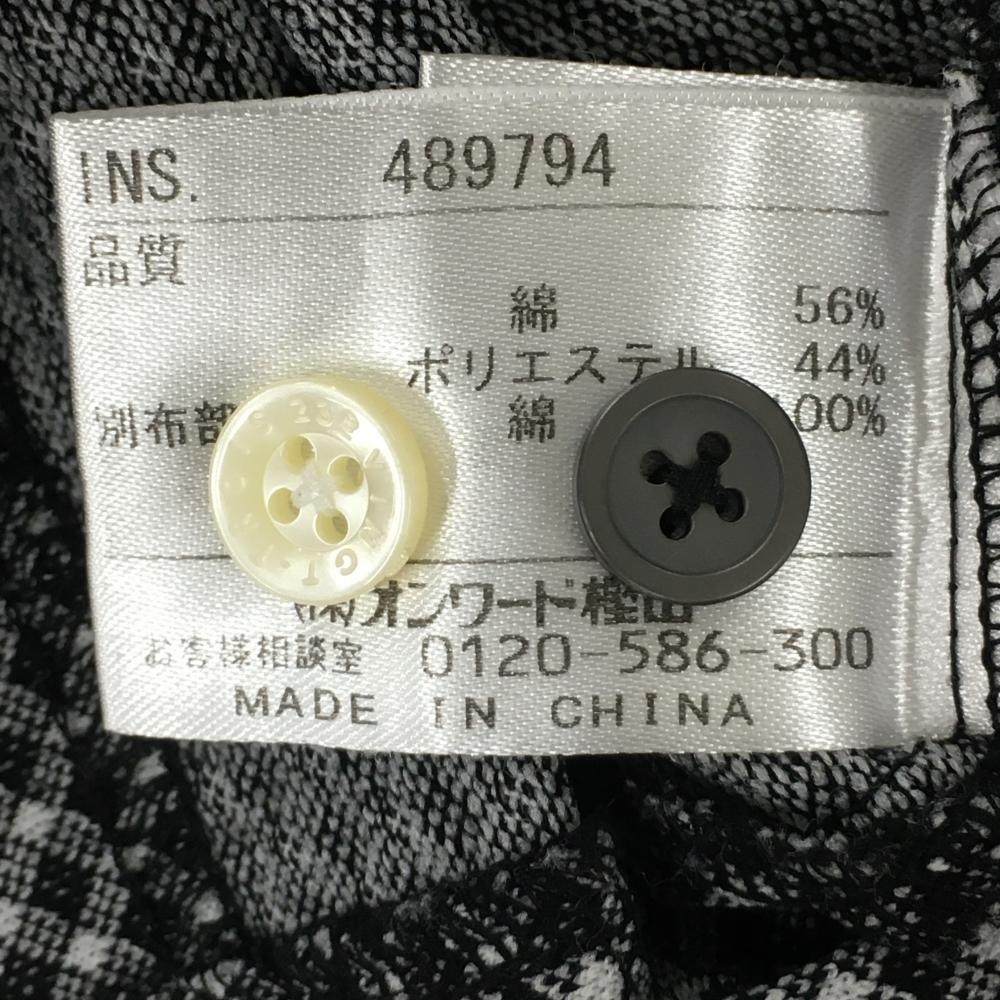 INS. 489794
品質
綿 56%
ポリエステル 44%
別布部 綿 00%
(株)オンワード樫山
お客様相談室 0120-586-300
MADE IN CHINA